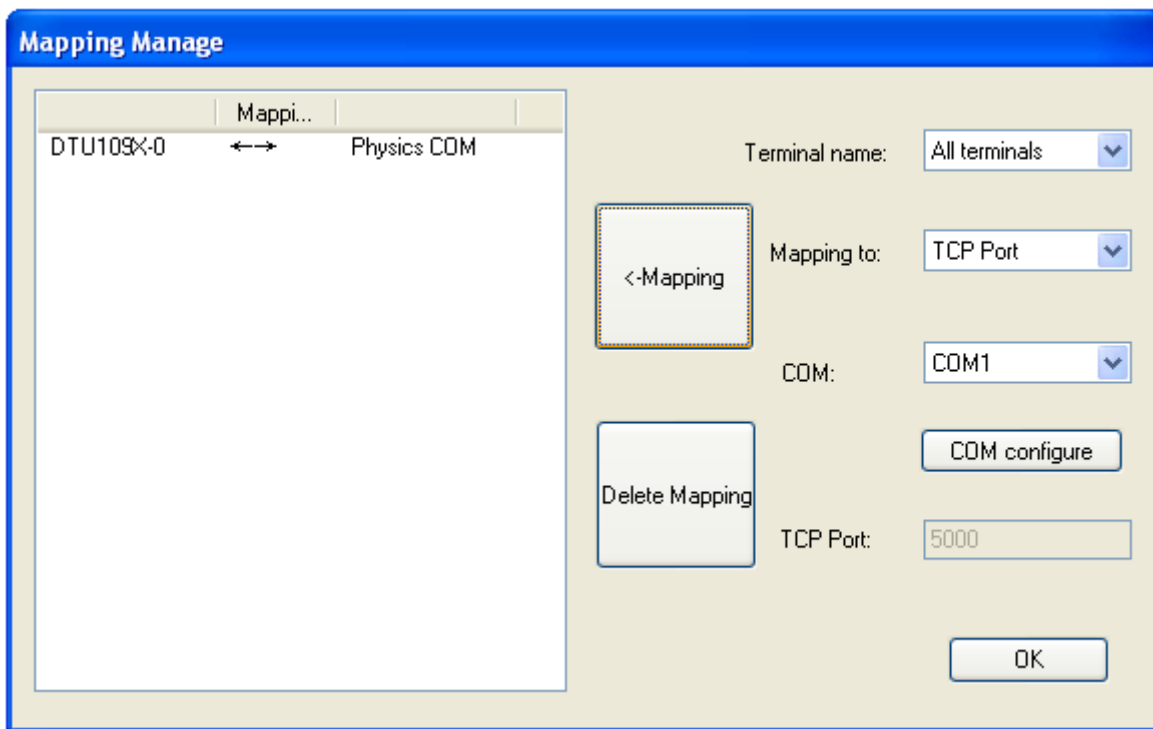 Mapping Manage
Mappi...
DTU109X-0 ←→ Physics COM
Terminal name: All terminals
<-Mapping
Mapping to: TCP Port
COM: COM1
COM configure
Delete Mapping
TCP Port: 5000
OK